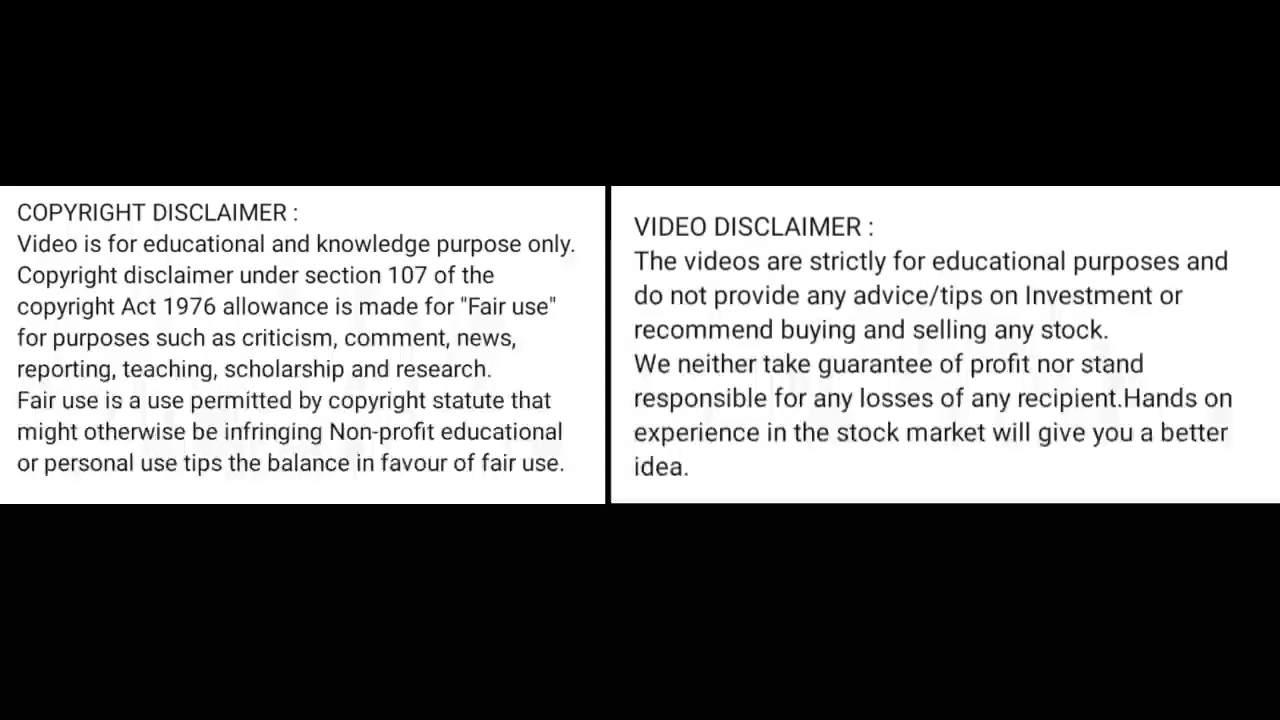 COPYRIGHT DISCLAIMER :
Video is for educational and knowledge purpose only.
Copyright disclaimer under section 107 of the
copyright Act 1976 allowance is made for "Fair use"
for purposes such as criticism, comment, news,
reporting, teaching, scholarship and research.
Fair use is a use permitted by copyright statute that
might otherwise be infringing Non-profit educational
or personal use tips the balance in favour of fair use.
VIDEO DISCLAIMER :
The videos are strictly for educational purposes and
do not provide any advice/tips on Investment or
recommend buying and selling any stock.
We neither take guarantee of profit nor stand
responsible for any losses of any recipient.Hands on
experience in the stock market will give you a better
idea.